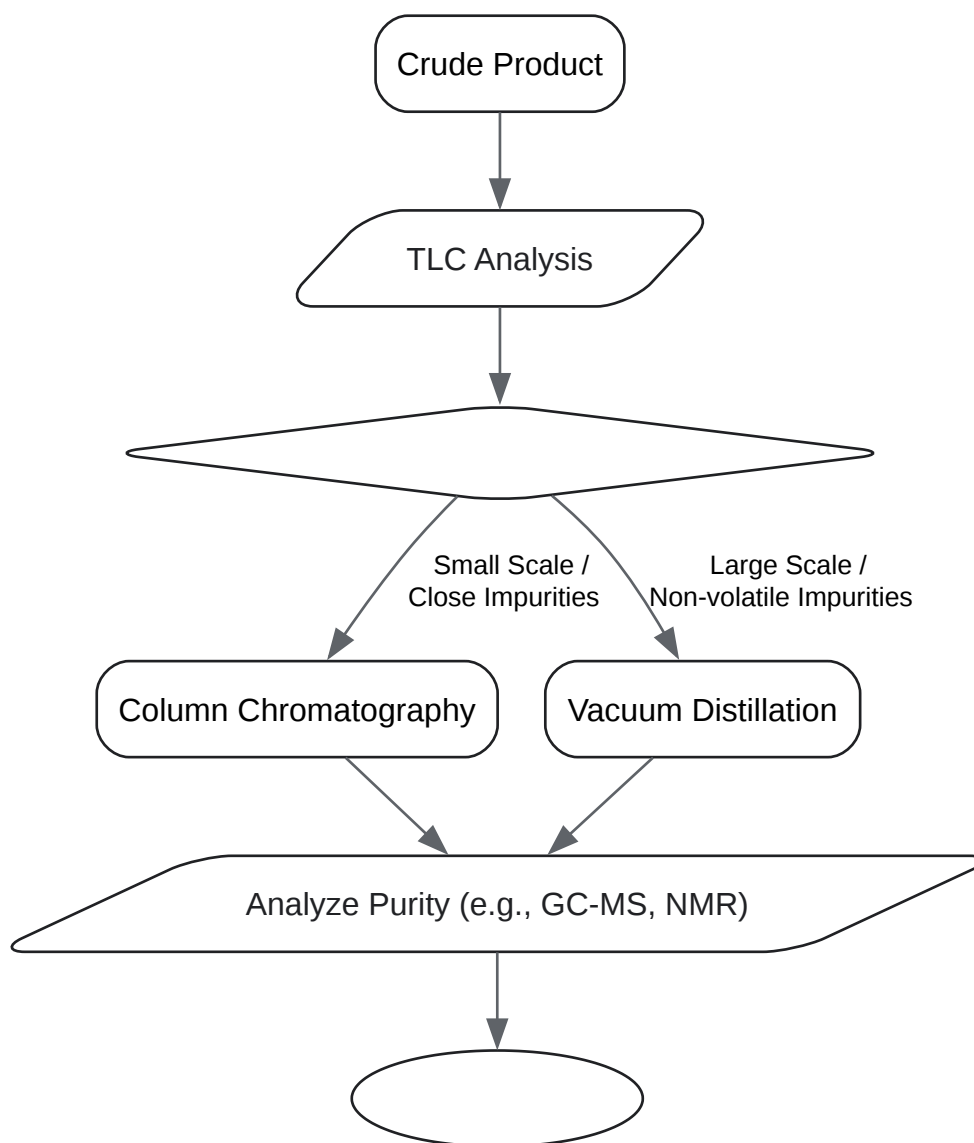 Crude Product
TLC Analysis
Small Scale /
Close Impurities
Large Scale /
Non-volatile Impurities
Column Chromatography
Vacuum Distillation
Analyze Purity (e.g., GC-MS, NMR)